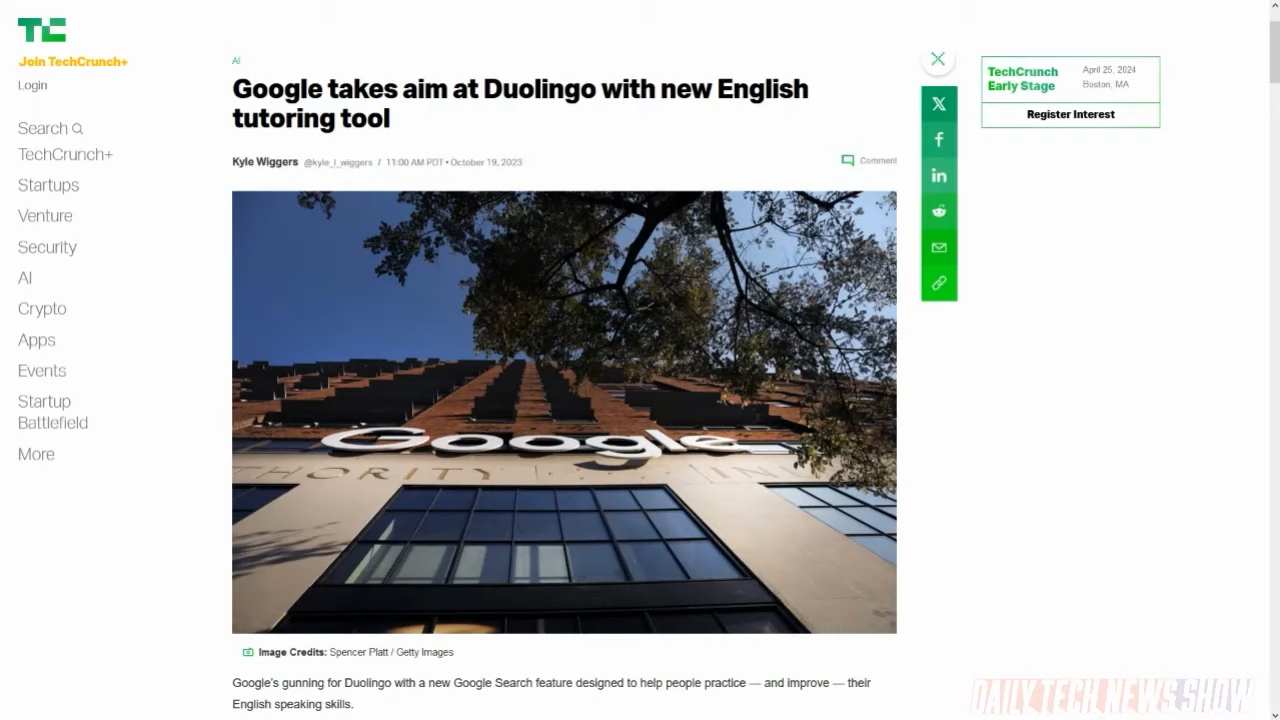 TC
Join TechCrunch+
Login
Search
TechCrunch+
Startups
Venture
Security
AI
Crypto
Apps
Events
Startup
Battlefield
More
AI
Google takes aim at Duolingo with new English
tutoring tool
Kyle Wiggers @kyle_l_wiggers / 11:00 AM PDT • October 19, 2023
Comment
Google
THORITY
Image Credits: Spencer Platt / Getty Images
Google's gunning for Duolingo with a new Google Search feature designed to help people practice — and improve — their
English speaking skills.
X
f
in
TechCrunch
Early Stage
April 25, 2024
Boston, MA
Register Interest
DAILY TECH NEWS SHOW